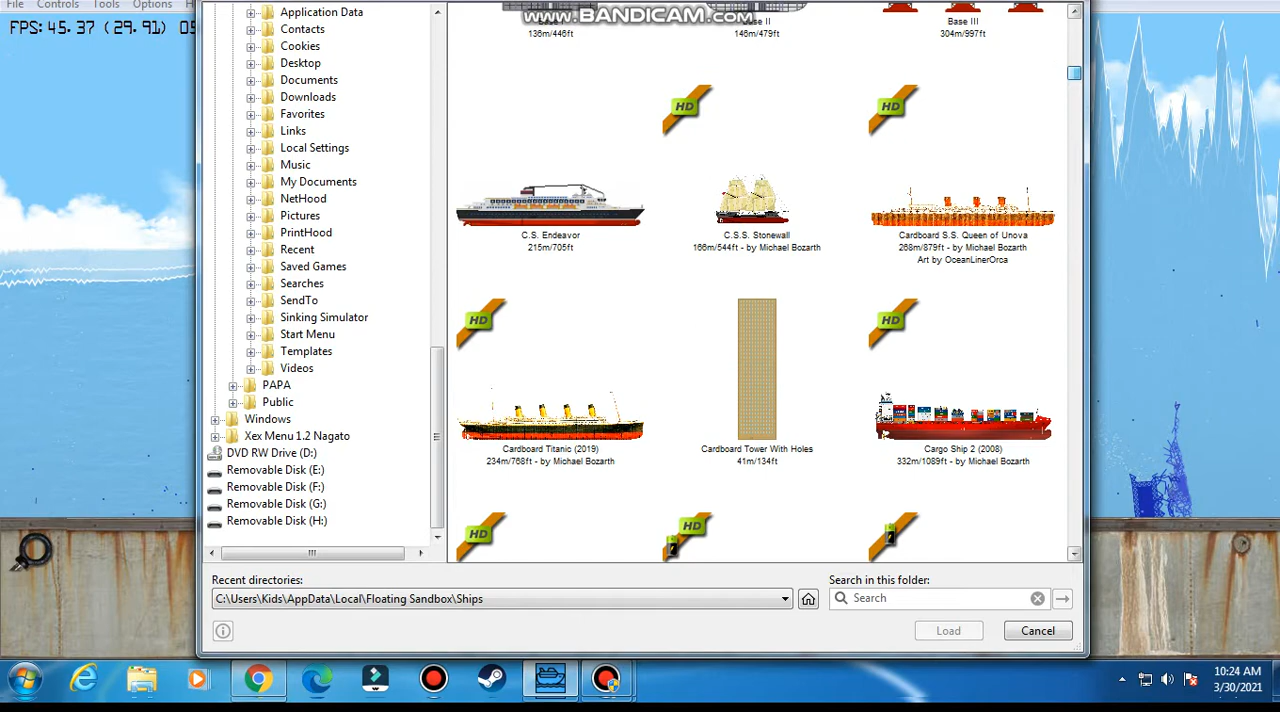 File Controls Tools Options H
www.BANDICAM.com
FPS: 45.37 (29.91) 05
Application Data
Contacts
Cookies
Desktop
Documents
Downloads
Favorites
Links
Local Settings
Music
My Documents
NetHood
Pictures
PrintHood
Recent
Saved Games
Searches
SendTo
Sinking Simulator
Start Menu
Templates
Videos
PAPA
Public
Windows
Xex Menu 1.2 Nagato
DVD RW Drive (D:)
Removable Disk (E:)
Removable Disk (F:)
Removable Disk (G:)
Removable Disk (H:)
Base I
136m/446ft
Base II
146m/479ft
Base III
304m/997ft
HD
HD
C.S. Endeavor
215m/705ft
C.S.S. Stonewall
166m/544ft - by Michael Bozarth
Cardboard S.S. Queen of Unova
268m/879ft - by Michael Bozarth
Art by OceanLinerOrca
HD
HD
Cardboard Titanic (2019)
234m/768ft - by Michael Bozarth
Cardboard Tower With Holes
41m/134ft
Cargo Ship 2 (2008)
332m/1089ft - by Michael Bozarth
HD
HD
Recent directories:
C:\Users\Kids\AppData\Local\Floating Sandbox\Ships
Search in this folder:
Search
Load
Cancel
10:24 AM
3/30/2021